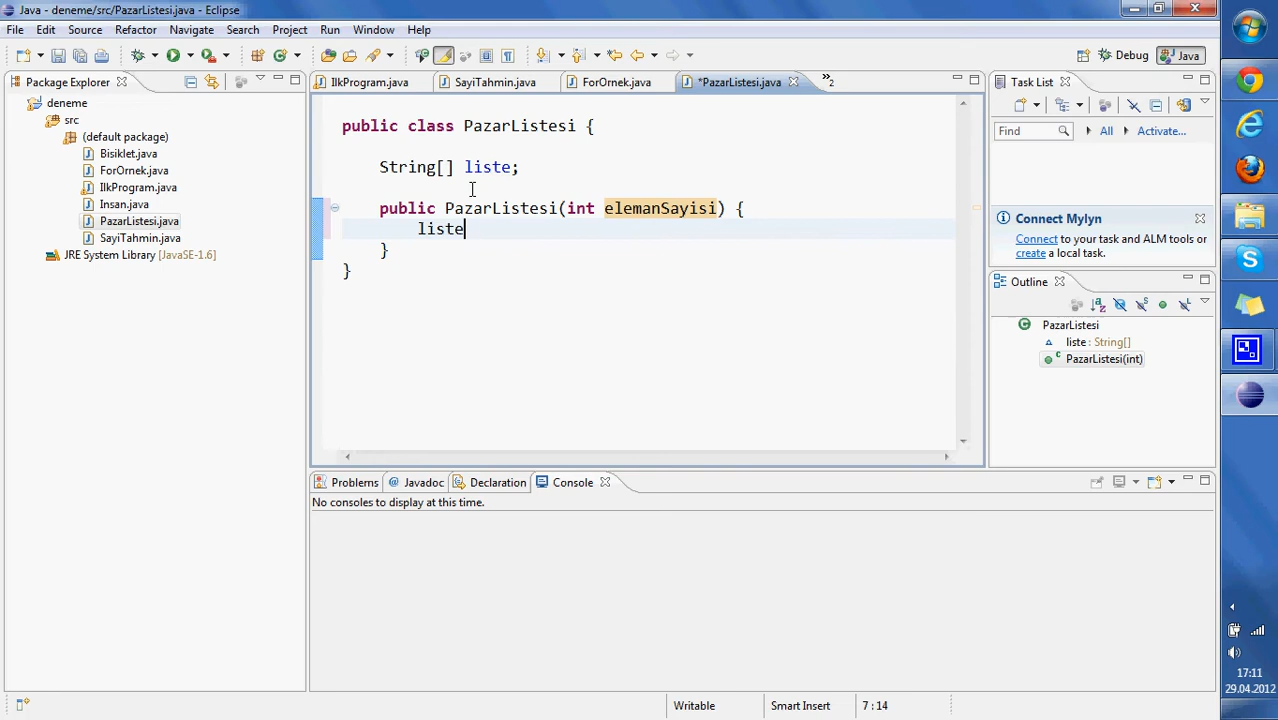 Java - deneme/src/PazarListesi.java - Eclipse
File Edit Source Refactor Navigate Search Project Run Window Help
Debug Java
Package Explorer
deneme
src
(default package)
Bisiklet.java
ForOrnek.java
IlkProgram.java
Insan.java
PazarListesi.java
SayiTahmin.java
JRE System Library [JavaSE-1.6]
IlkProgram.java SayiTahmin.java ForOrnek.java *PazarListesi.java »2
public class PazarListesi {
String[] liste;
public PazarListesi(int elemanSayisi) {
liste
}
}
Task List
Find All Activate...
Connect Mylyn
Connect to your task and ALM tools or
create a local task.
Outline
PazarListesi
liste : String[]
PazarListesi(int)
Problems @ Javadoc Declaration Console
No consoles to display at this time.
Writable Smart Insert 7 : 14
17:11
29.04.2012